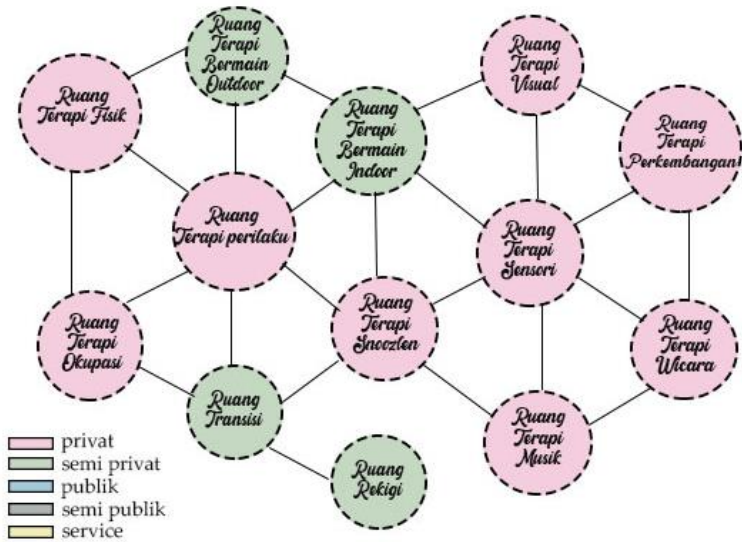 Ruang
Terapi
Bermain
Outdoor
Ruang
Terapi
Visual
Ruang
Terapi Fisik
Ruang
Terapi
Bermain
Indoor
Ruang
Terapi
Perkembangan
Ruang
Terapi perilaku
Ruang
Terapi
Sensori
Ruang
Terapi
Okupasi
Ruang
Terapi
Snoozlen
Ruang
Terapi
Wicara
Ruang
Transisi
Ruang
Terapi
Musik
Ruang
Rekigi
privat
semi privat
publik
semi publik
service